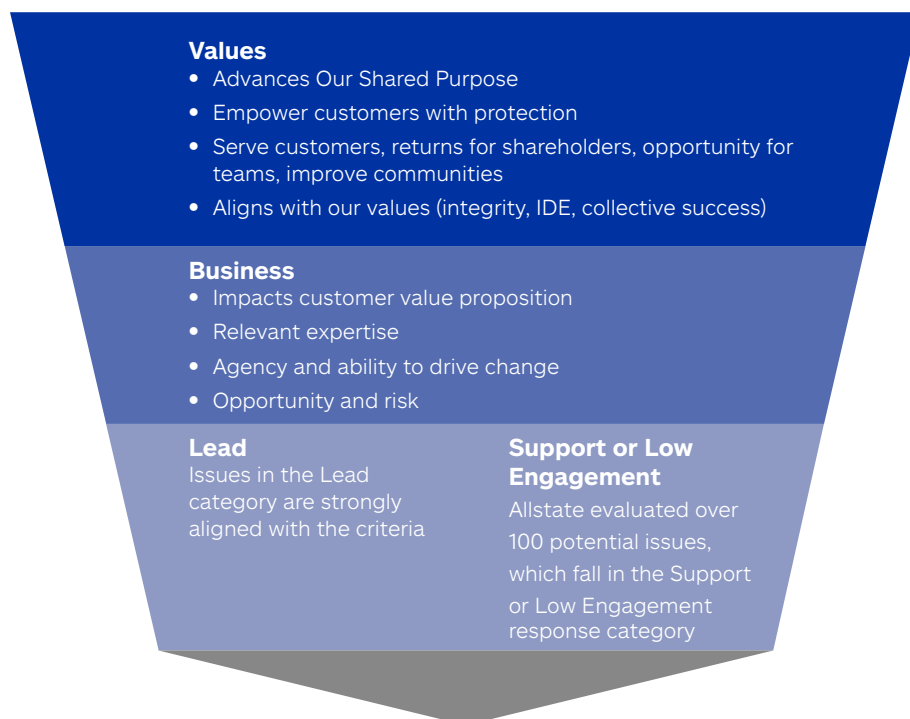 Values
• Advances Our Shared Purpose
• Empower customers with protection
• Serve customers, returns for shareholders, opportunity for
teams, improve communities
• Aligns with our values (integrity, IDE, collective success)
Business
• Impacts customer value proposition
• Relevant expertise
• Agency and ability to drive change
• Opportunity and risk
Lead
Issues in the Lead
category are strongly
aligned with the criteria
Support or Low
Engagement
Allstate evaluated over
100 potential issues,
which fall in the Support
or Low Engagement
response category